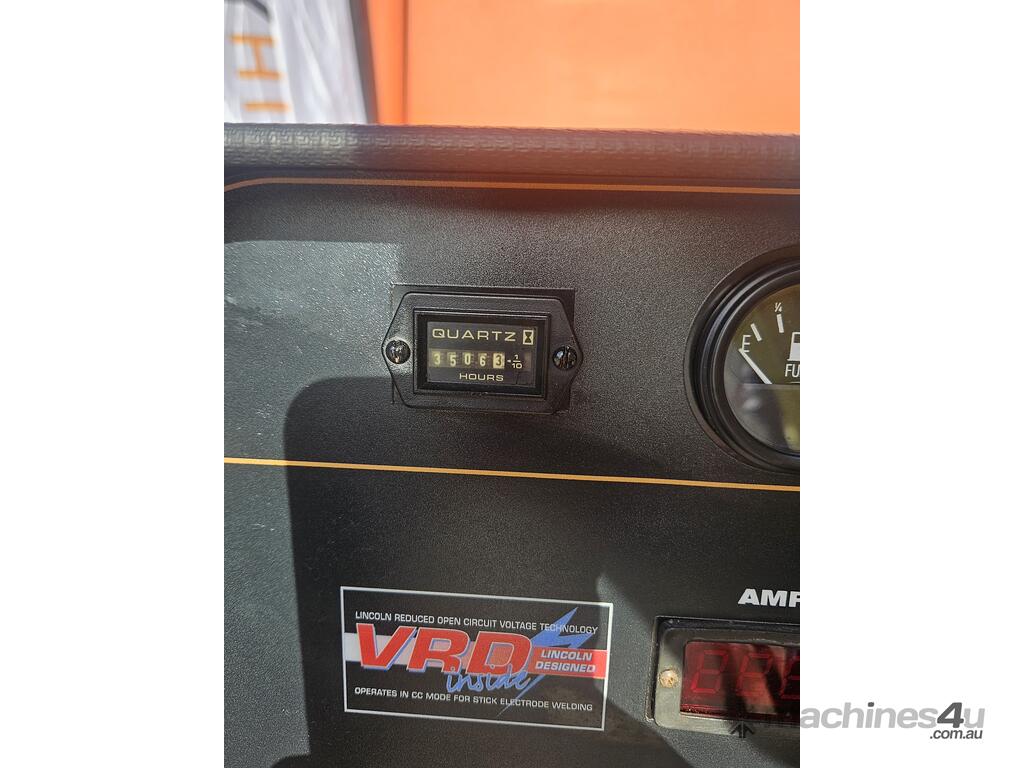 HI
QUARTZ
35063 1/10
HOURS
E 1/4
FU
LINCOLN REDUCED OPEN CIRCUIT VOLTAGE TECHNOLOGY
VRD
inside
LINCOLN
DESIGNED
OPERATES IN CC MODE FOR STICK ELECTRODE WELDING
AMP
machines4u
.com.au